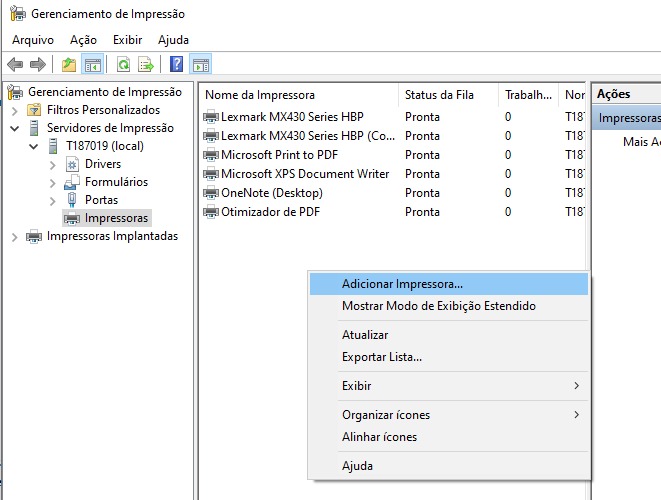 Gerenciamento de Impressão
Arquivo Ação Exibir Ajuda
Gerenciamento de Impressão
Filtros Personalizados
Servidores de Impressão
T187019 (local)
Drivers
Formulários
Portas
Impressoras
Impressoras Implantadas
Nome da Impressora Status da Fila Trabalh... Nor
Lexmark MX430 Series HBP Pronta 0 T187
Lexmark MX430 Series HBP (Co... Pronta 0 T187
Microsoft Print to PDF Pronta 0 T187
Microsoft XPS Document Writer Pronta 0 T187
OneNote (Desktop) Pronta 0 T187
Otimizador de PDF Pronta 0 T187
Adicionar Impressora...
Mostrar Modo de Exibição Estendido
Atualizar
Exportar Lista...
Exibir
Organizar ícones
Alinhar ícones
Ajuda
Ações
Impressoras
Mais A